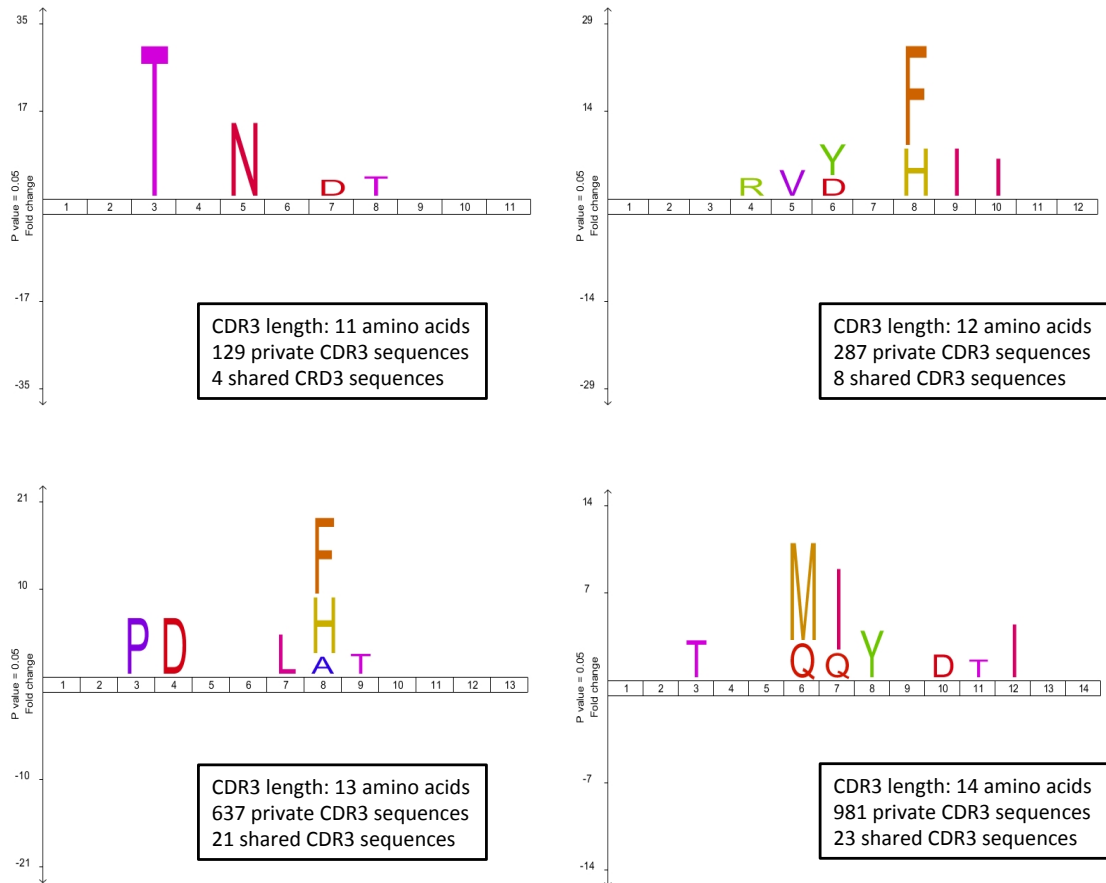 35
17
T
N
D
T
P value = 0.05
Fold change
1 2 3 4 5 6 7 8 9 10 11
-17
-35
CDR3 length: 11 amino acids
129 private CDR3 sequences
4 shared CRD3 sequences
29
14
F
Y
R V D H I I
P value = 0.05
Fold change
1 2 3 4 5 6 7 8 9 10 11 12
-14
-29
CDR3 length: 12 amino acids
287 private CDR3 sequences
8 shared CDR3 sequences
21
10
F
H
P D L A T
P value = 0.05
Fold change
1 2 3 4 5 6 7 8 9 10 11 12 13
-10
-21
CDR3 length: 13 amino acids
637 private CDR3 sequences
21 shared CDR3 sequences
14
7
M I
T Q Q Y D T I
P value = 0.05
Fold change
1 2 3 4 5 6 7 8 9 10 11 12 13 14
-7
-14
CDR3 length: 14 amino acids
981 private CDR3 sequences
23 shared CDR3 sequences